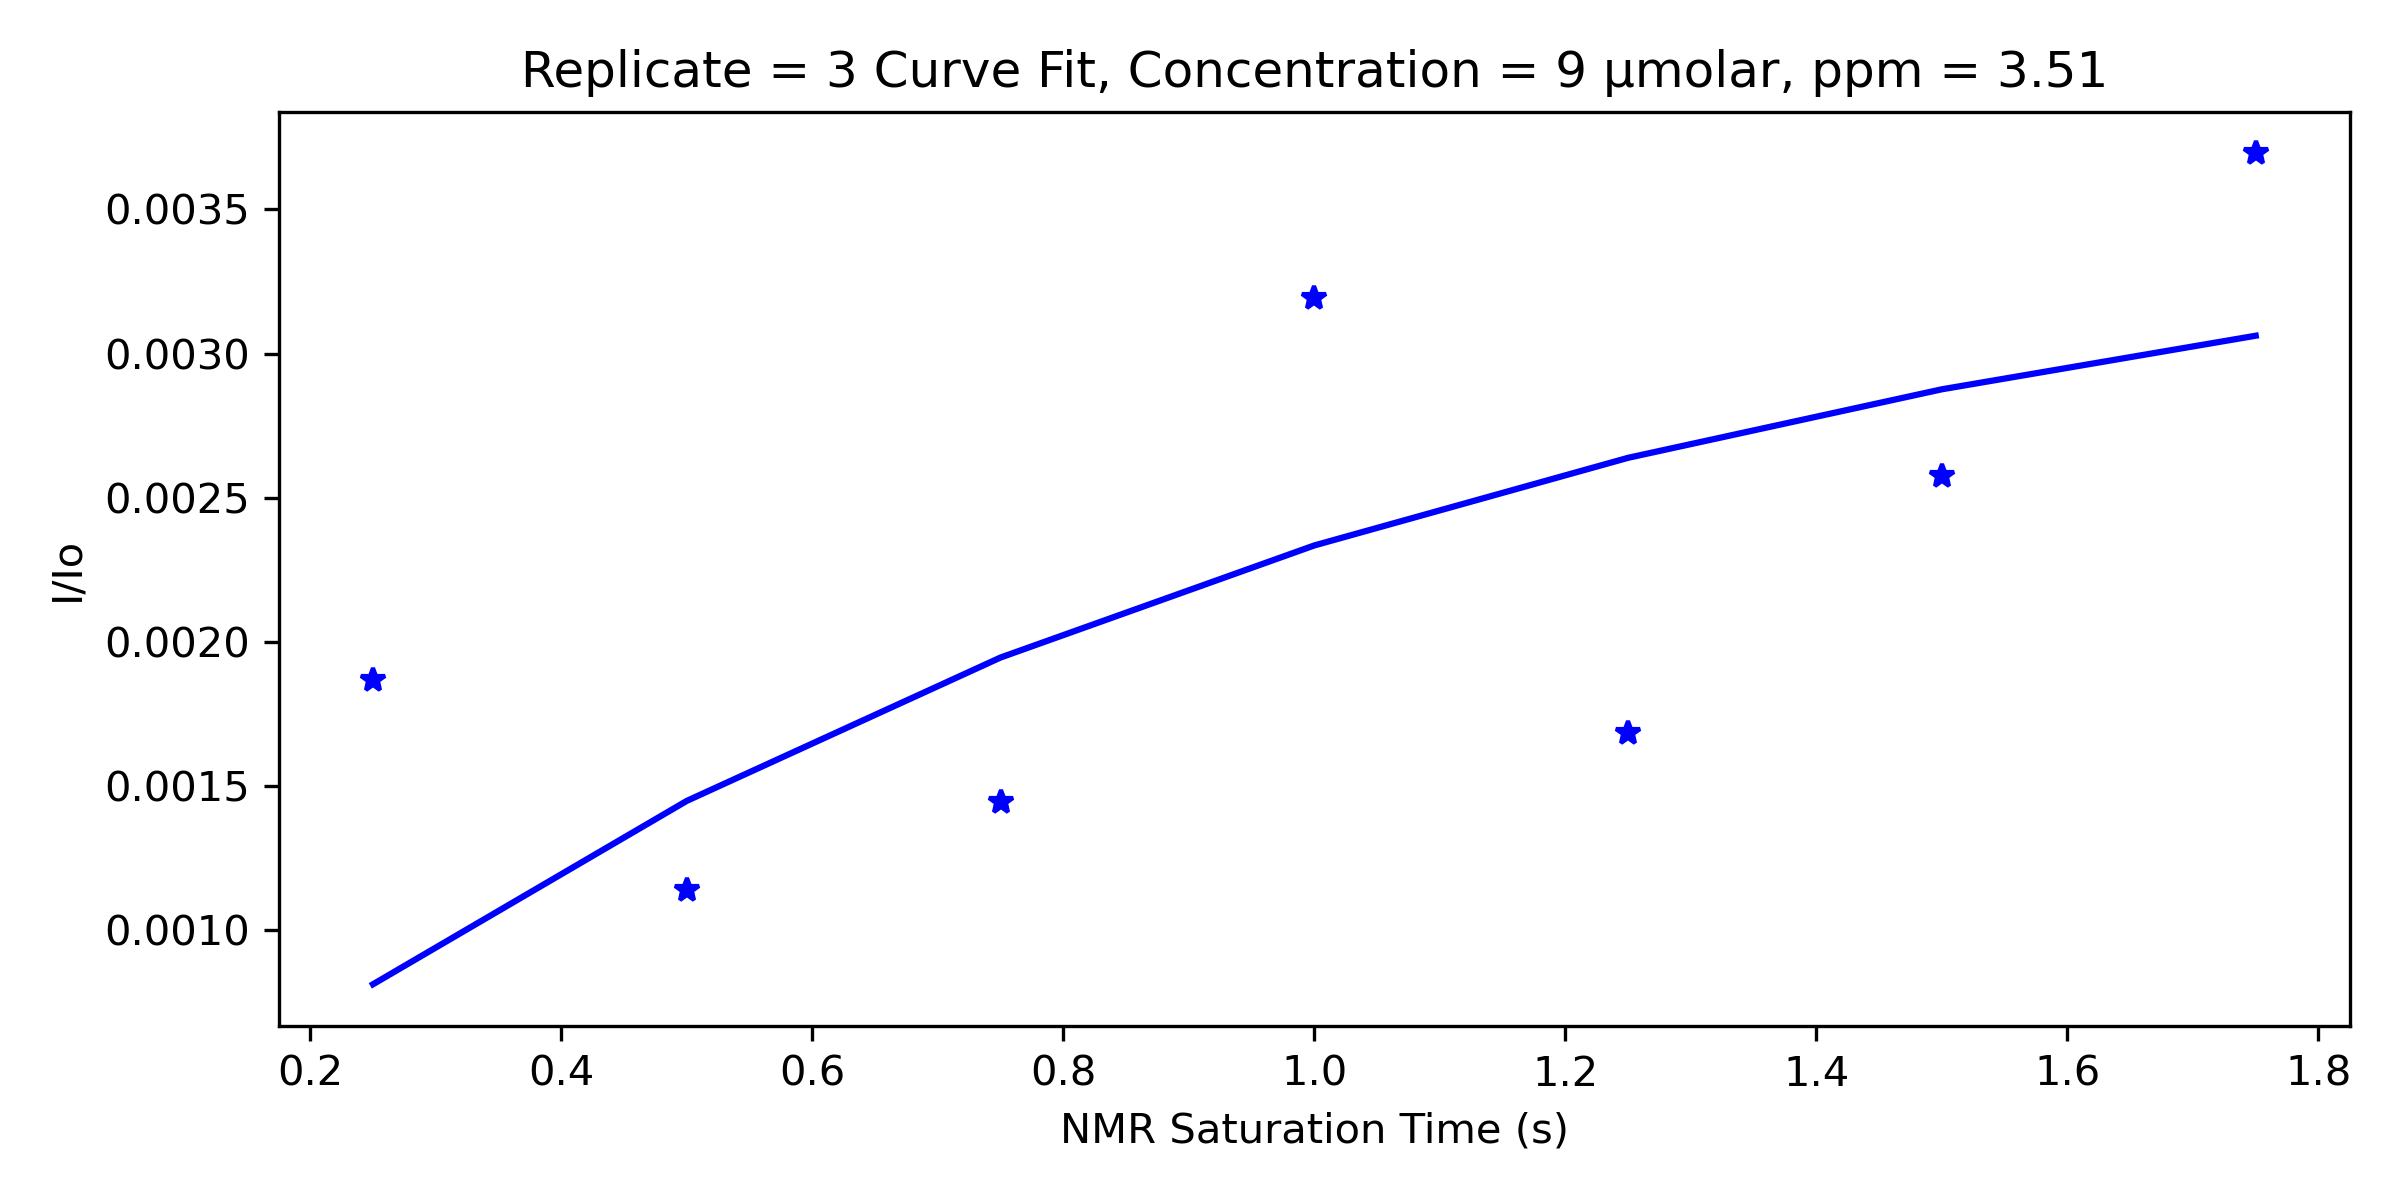 Replicate = 3 Curve Fit, Concentration = 9 µmolar, ppm = 3.51
I/Io
0.0035
0.0030
0.0025
0.0020
0.0015
0.0010
0.2 0.4 0.6 0.8 1.0 1.2 1.4 1.6 1.8
NMR Saturation Time (s)